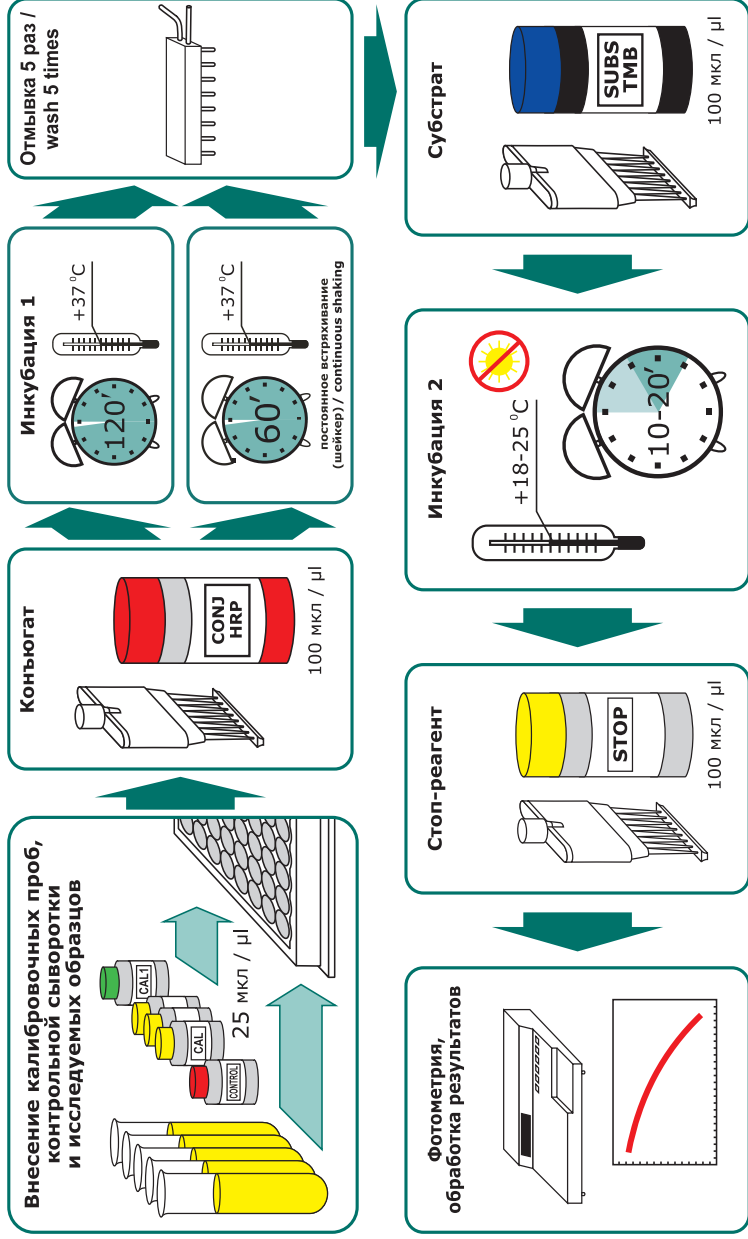 Внесение калибровочных проб,
контрольной сыворотки
и исследуемых образцов
CAL1
CAL
CONTROL
25 мкл / µl
Конъюгат
CONJ
HRP
100 мкл / µl
Инкубация 1
120′
+37 ⁰C
60′
+37 ⁰C
постоянное встряхивание
(шейкер) / continuous shaking
Отмывка 5 раз /
wash 5 times
Субстрат
SUBS
TMB
100 мкл / µl
Инкубация 2
+18-25 ⁰C
10-20′
Стоп-реагент
STOP
100 мкл / µl
Фотометрия,
обработка результатов